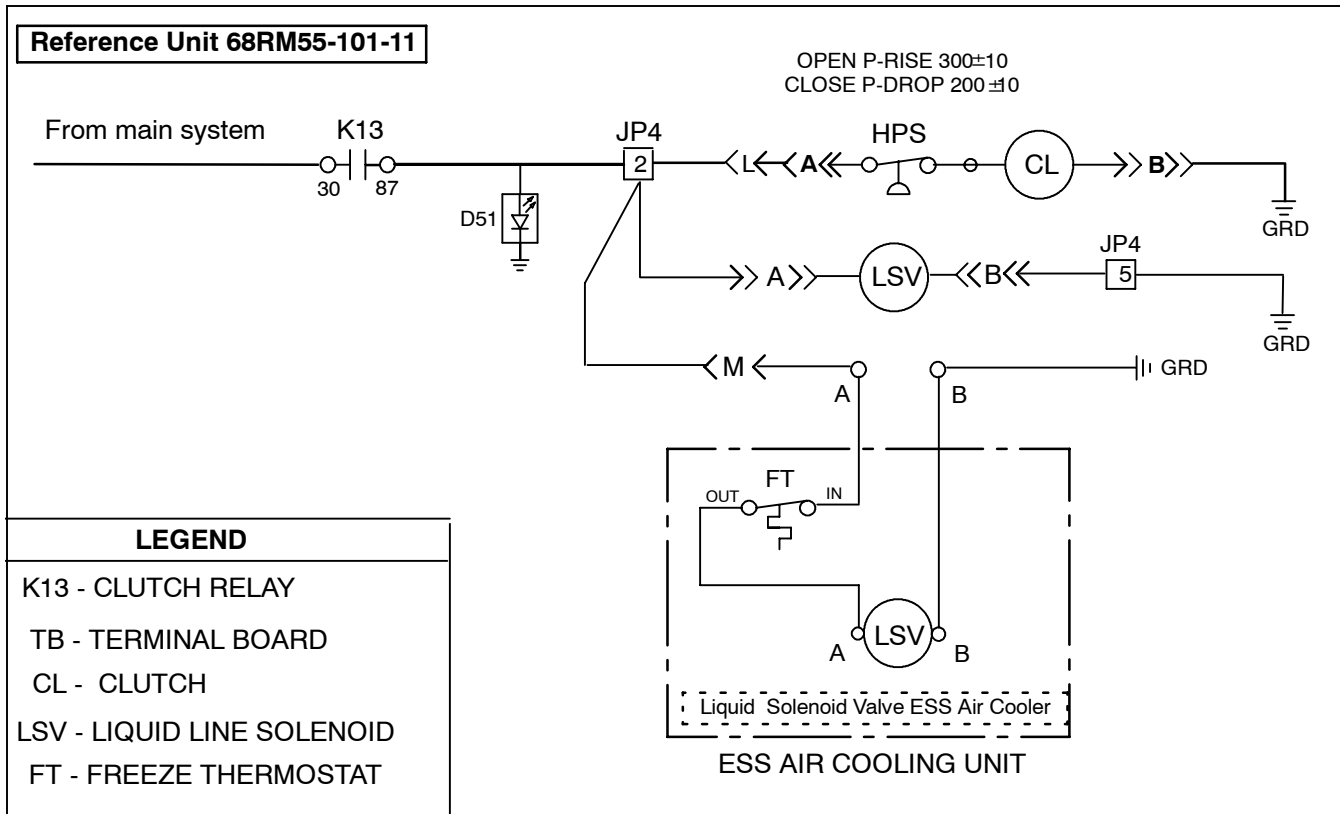 Reference Unit 68RM55-101-11
OPEN P-RISE 300±10
CLOSE P-DROP 200 ±10
From main system
K13
30
87
D51
JP4
2
L
A
HPS
CL
B
GRD
A
LSV
B
JP4
5
GRD
M
A
B
GRD
FT
OUT
IN
A
LSV
B
Liquid Solenoid Valve ESS Air Cooler
ESS AIR COOLING UNIT
LEGEND
K13 - CLUTCH RELAY
TB - TERMINAL BOARD
CL - CLUTCH
LSV - LIQUID LINE SOLENOID
FT - FREEZE THERMOSTAT